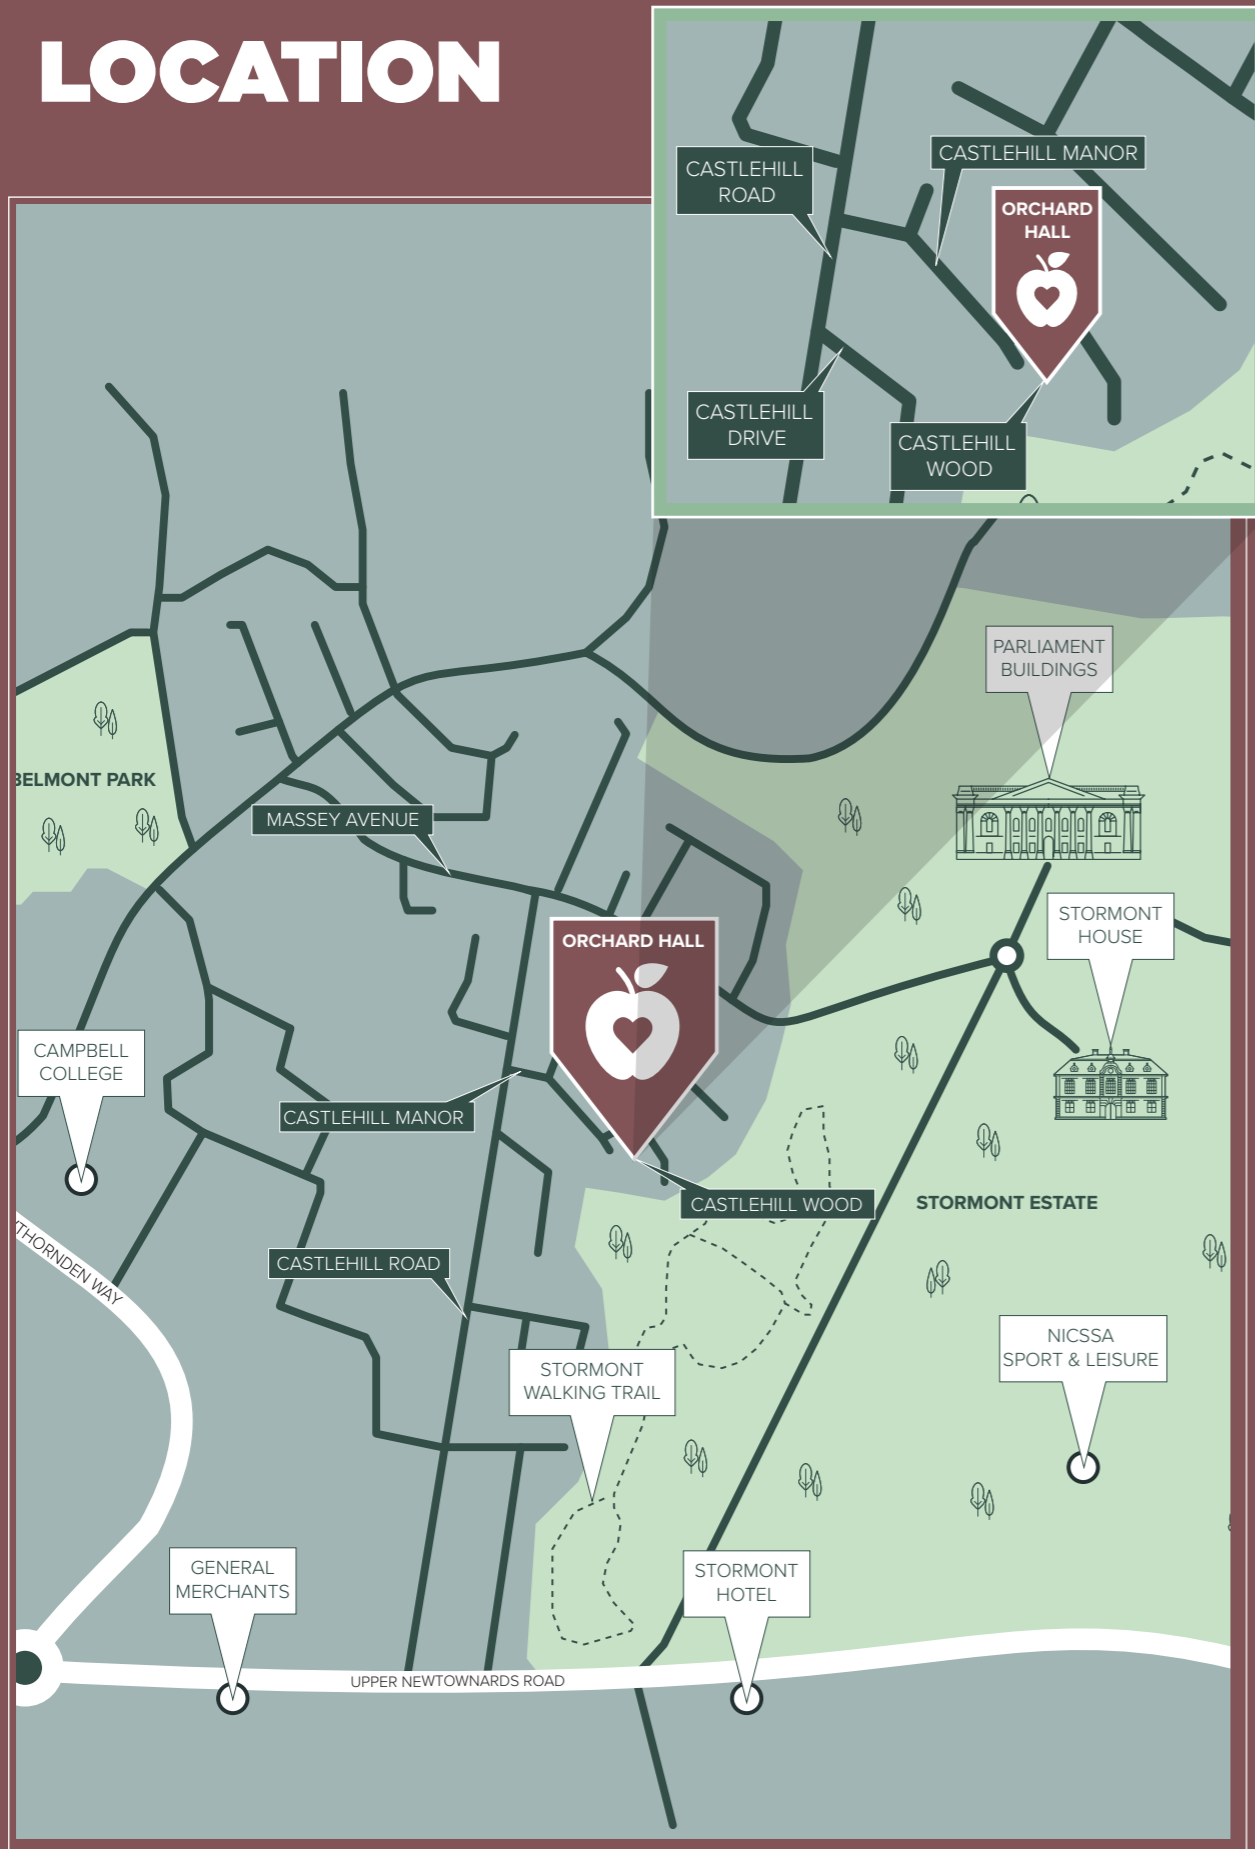 LOCATION
CASTLEHILL
ROAD
CASTLEHILL MANOR
ORCHARD
HALL
CASTLEHILL
DRIVE
CASTLEHILL
WOOD
PARLIAMENT
BUILDINGS
BELMONT PARK
MASSEY AVENUE
STORMONT
HOUSE
ORCHARD HALL
CAMPBELL
COLLEGE
CASTLEHILL MANOR
CASTLEHILL WOOD
STORMONT ESTATE
THORNDEN WAY
CASTLEHILL ROAD
NICSSA
SPORT & LEISURE
STORMONT
WALKING TRAIL
GENERAL
MERCHANTS
STORMONT
HOTEL
UPPER NEWTOWNARDS ROAD